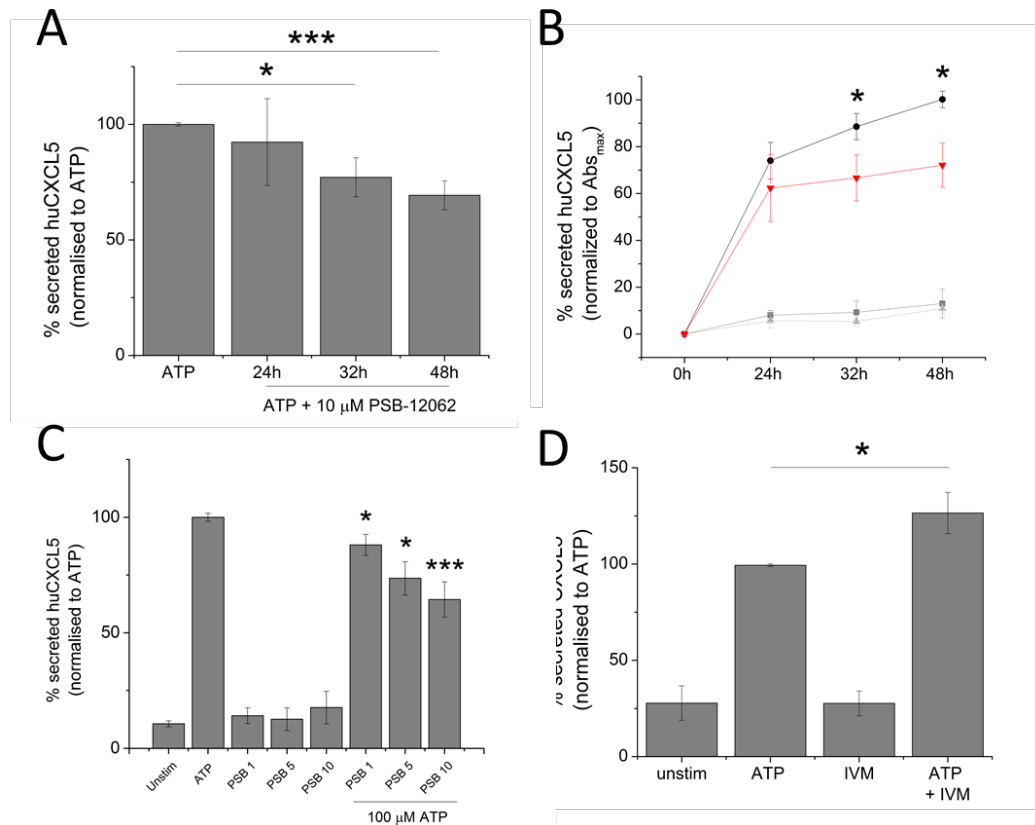 A
***
*
% secreted huCXCL5
(normalised to ATP)
100
50
0
ATP
24h
32h
48h
ATP + 10 μM PSB-12062
B
*
*
% secreted huCXCL5
(normalized to Absmax)
100
80
60
40
20
0
0h
24h
32h
48h
C
*
*
***
% secreted huCXCL5
(normalised to ATP)
100
50
0
Unstim
ATP
PSB 1
PSB 5
PSB 10
PSB 1
PSB 5
PSB 10
100 μM ATP
D
*
% secreted CXCL5
(normalised to ATP)
150
100
50
0
unstim
ATP
IVM
ATP
+ IVM